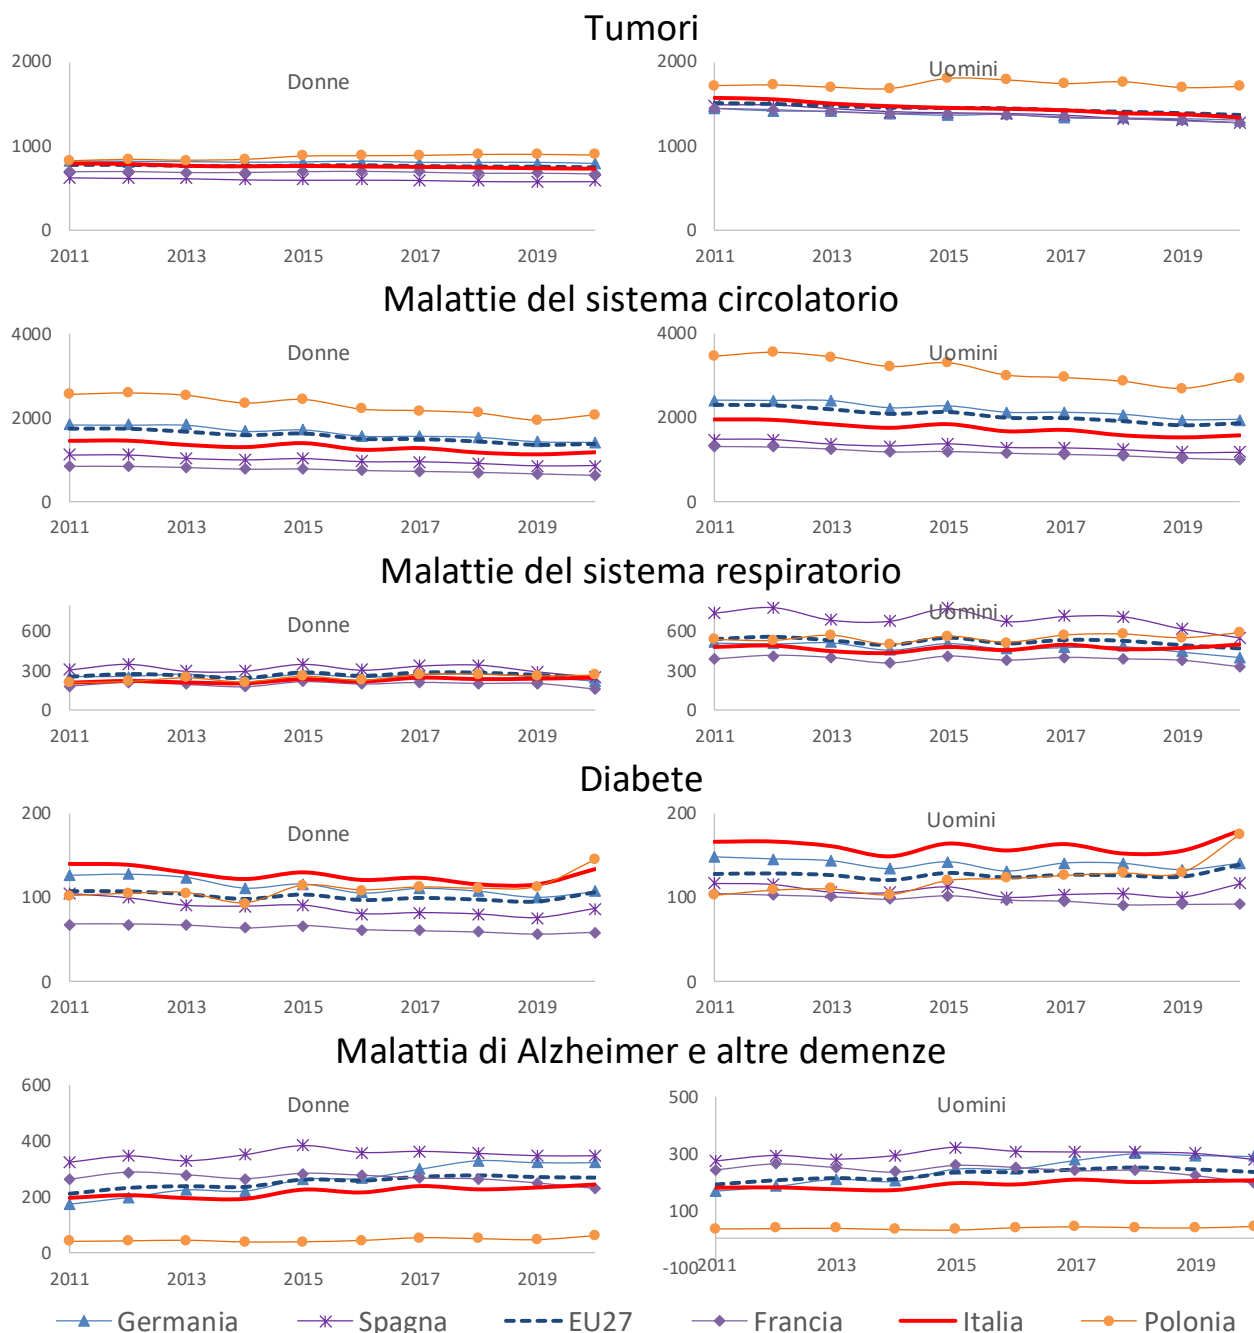 Tumori
Donne
2000
1000
0
2011 2013 2015 2017 2019
Uomini
2000
1000
0
2011 2013 2015 2017 2019
Malattie del sistema circolatorio
Donne
4000
2000
0
2011 2013 2015 2017 2019
Uomini
4000
2000
0
2011 2013 2015 2017 2019
Malattie del sistema respiratorio
Donne
600
300
0
2011 2013 2015 2017 2019
Uomini
600
300
0
2011 2013 2015 2017 2019
Diabete
Donne
200
100
0
2011 2013 2015 2017 2019
Uomini
200
100
0
2011 2013 2015 2017 2019
Malattia di Alzheimer e altre demenze
Donne
600
400
200
0
2011 2013 2015 2017 2019
Uomini
500
300
100
-100
2011 2013 2015 2017 2019
Germania Spagna EU27 Francia Italia Polonia